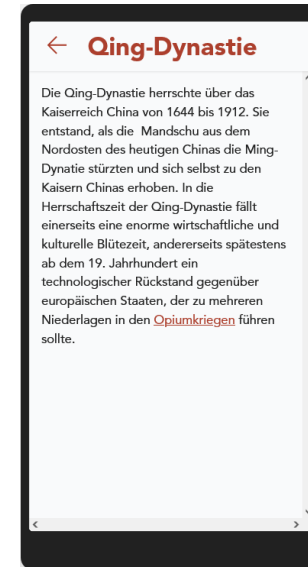 Qing-Dynastie
Die Qing-Dynastie herrschte über das
Kaiserreich China von 1644 bis 1912. Sie
entstand, als die  Mandschu aus dem
Nordosten des heutigen Chinas die Ming-
Dynatie stürzten und sich selbst zu den
Kaisern Chinas erhoben. In die
Herrschaftszeit der Qing-Dynastie fällt
einerseits eine enorme wirtschaftliche und
kulturelle Blütezeit, andererseits spätestens
ab dem 19. Jahrhundert ein
technologischer Rückstand gegenüber
europäischen Staaten, der zu mehreren
Niederlagen in den Opiumkriegen führen
sollte.